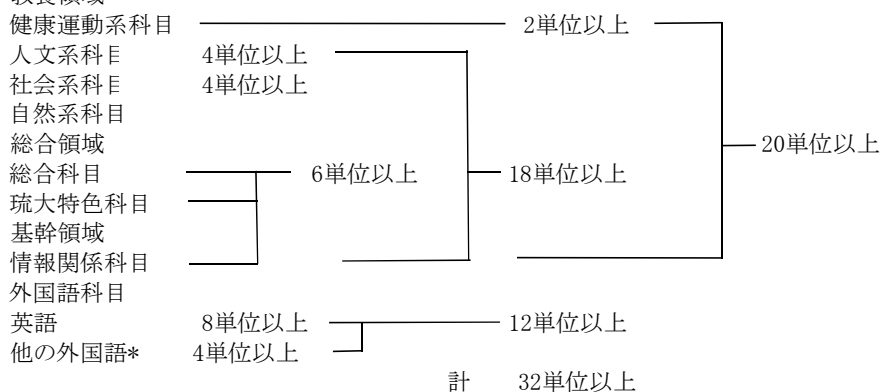 健康運動系科目 2単位以上
人文系科目 4単位以上
社会系科目 4単位以上
自然系科目
総合領域
20単位以上
総合科目 6単位以上 18単位以上
琉大特色科目
基幹領域
情報関係科目
外国語科目
英語 8単位以上 12単位以上
他の外国語* 4単位以上
計 32単位以上